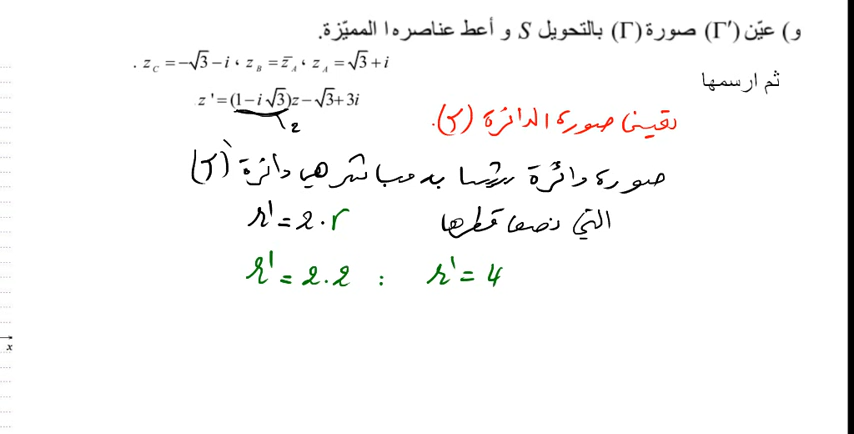 و) عيّن (Γ′) صورة (Γ) بالتحويل S و أعط عناصرها المميّزة.
ثم ارسمها
z_C = -√3 - i ، z_B = z̄_A ، z_A = √3 + i .
z' = (1 - i√3)z - √3 + 3i
2
تعيين صورة الدائرة (γ).
صورة دائرة بتشابه مباشر هي دائرة (γ')
التي نصف قطرها r' = 2 . r
r' = 2 . 2 : r' = 4
x